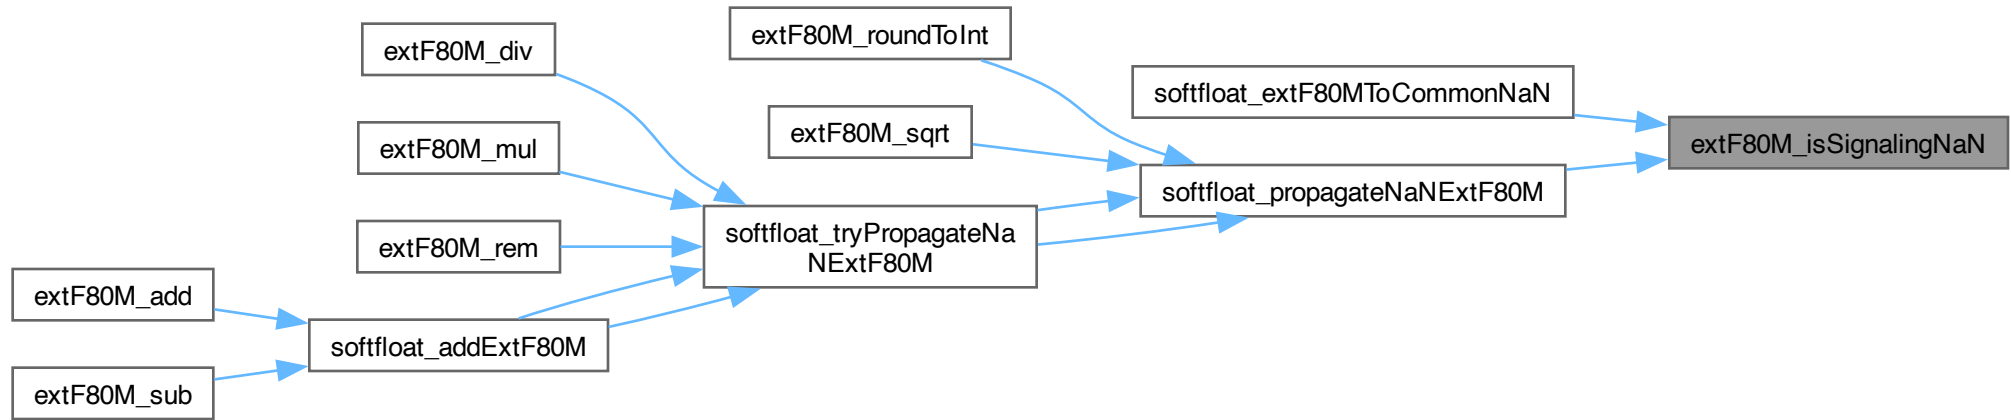 extF80M_div
extF80M_roundToInt
softfloat_extF80MToCommonNaN
extF80M_mul
extF80M_sqrt
extF80M_isSignalingNaN
softfloat_propagateNaNExtF80M
softfloat_tryPropagateNa
NExtF80M
extF80M_rem
extF80M_add
softfloat_addExtF80M
extF80M_sub